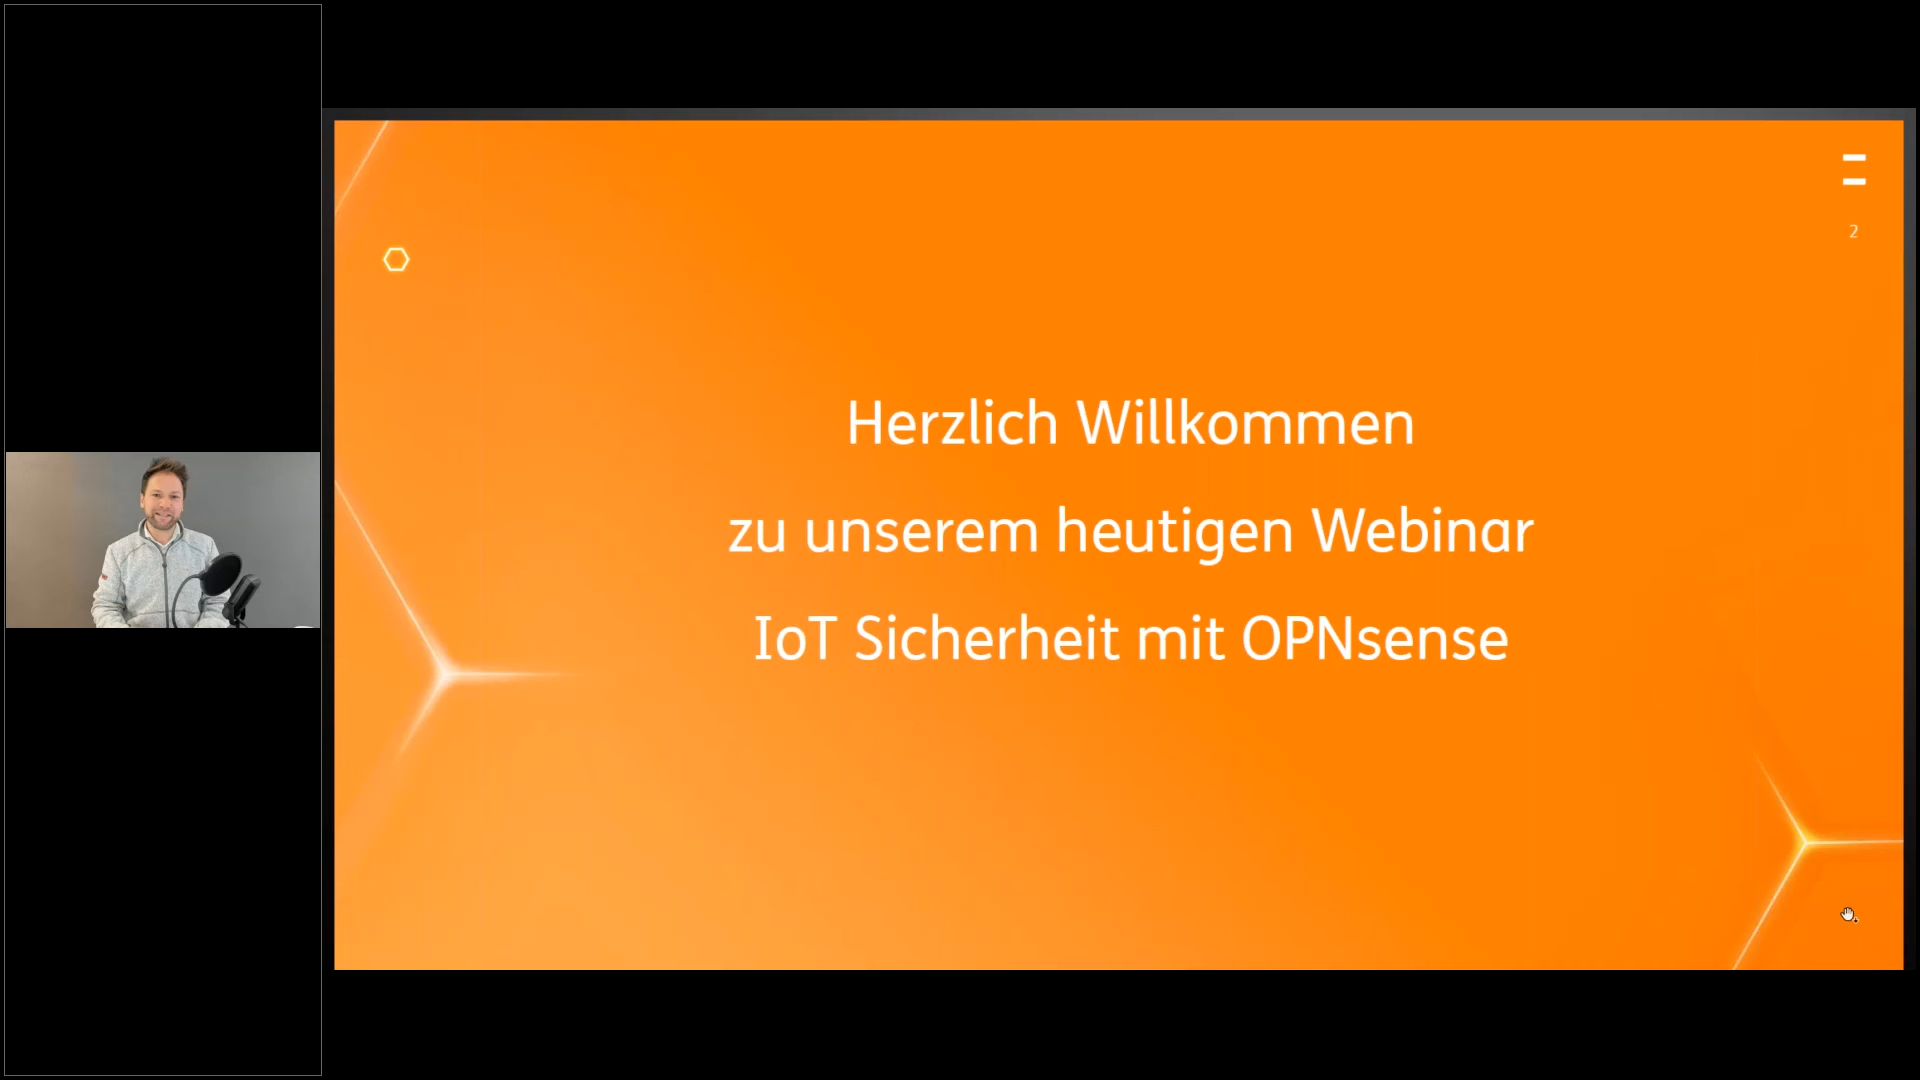 2
Herzlich Willkommen
zu unserem heutigen Webinar
IoT Sicherheit mit OPNsense